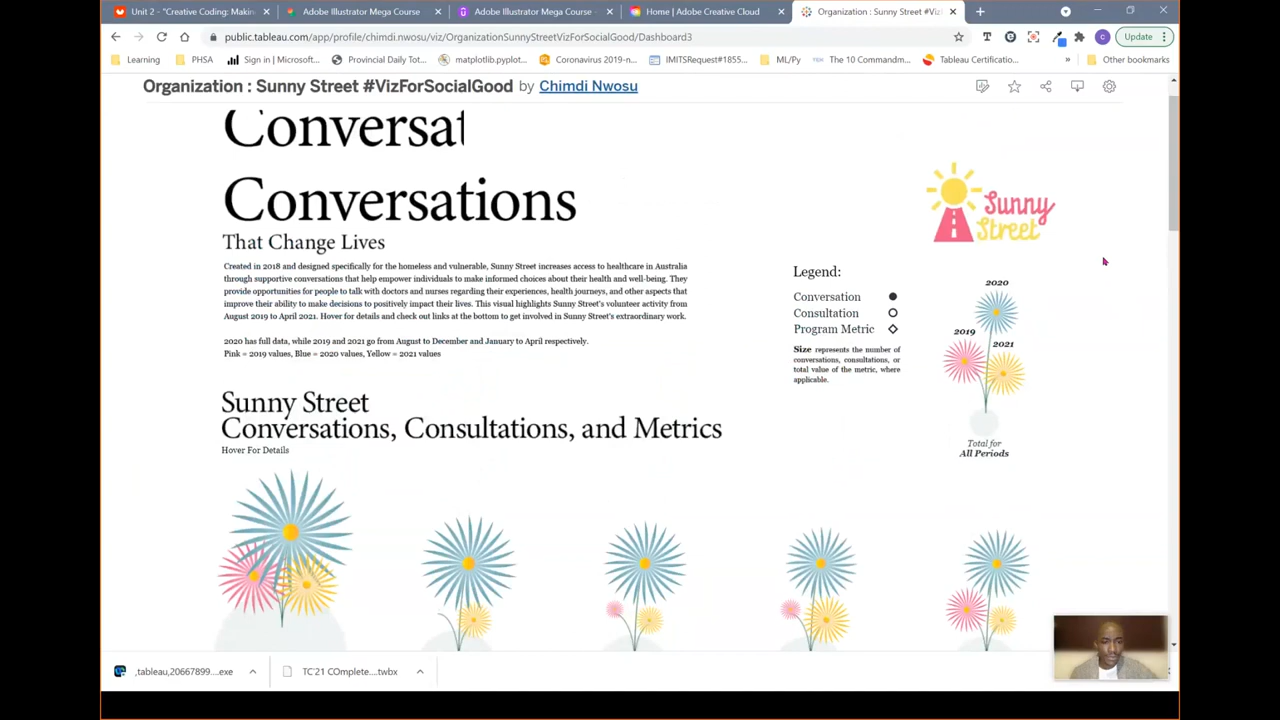 Unit 2 - "Creative Coding: Makin
Adobe Illustrator Mega Course
Adobe Illustrator Mega Course -
Home | Adobe Creative Cloud
Organization : Sunny Street #Viz
public.tableau.com/app/profile/chimdi.nwosu/viz/OrganizationSunnyStreetVizForSocialGood/Dashboard3
Update
Learning
PHSA
Sign in | Microsoft...
Provincial Daily Tot...
matplotlib.pyplot...
Coronavirus 2019-n...
IMITSRequest#1855...
ML/Py
The 10 Commandm...
Tableau Certificatio...
»
Other bookmarks
Organization : Sunny Street #VizForSocialGood by Chimdi Nwosu
Conversat
Conversations
That Change Lives
Created in 2018 and designed specifically for the homeless and vulnerable, Sunny Street increases access to healthcare in Australia
through supportive conversations that help empower individuals to make informed choices about their health and well-being. They
provide opportunities for people to talk with doctors and nurses regarding their experiences, health journeys, and other aspects that
improve their ability to make decisions to positively impact their lives. This visual highlights Sunny Street's volunteer activity from
August 2019 to April 2021. Hover for details and check out links at the bottom to get involved in Sunny Street's extraordinary work.
2020 has full data, while 2019 and 2021 go from August to December and January to April respectively.
Pink = 2019 values, Blue = 2020 values, Yellow = 2021 values
Sunny
Street
Legend:
Conversation
Consultation
Program Metric
Size represents the number of
conversations, consultations, or
total value of the metric, where
applicable.
2020
2019
2021
Total for
All Periods
Sunny Street
Conversations, Consultations, and Metrics
Hover For Details
,tableau,20667899....exe
TC'21 COmplete....twbx